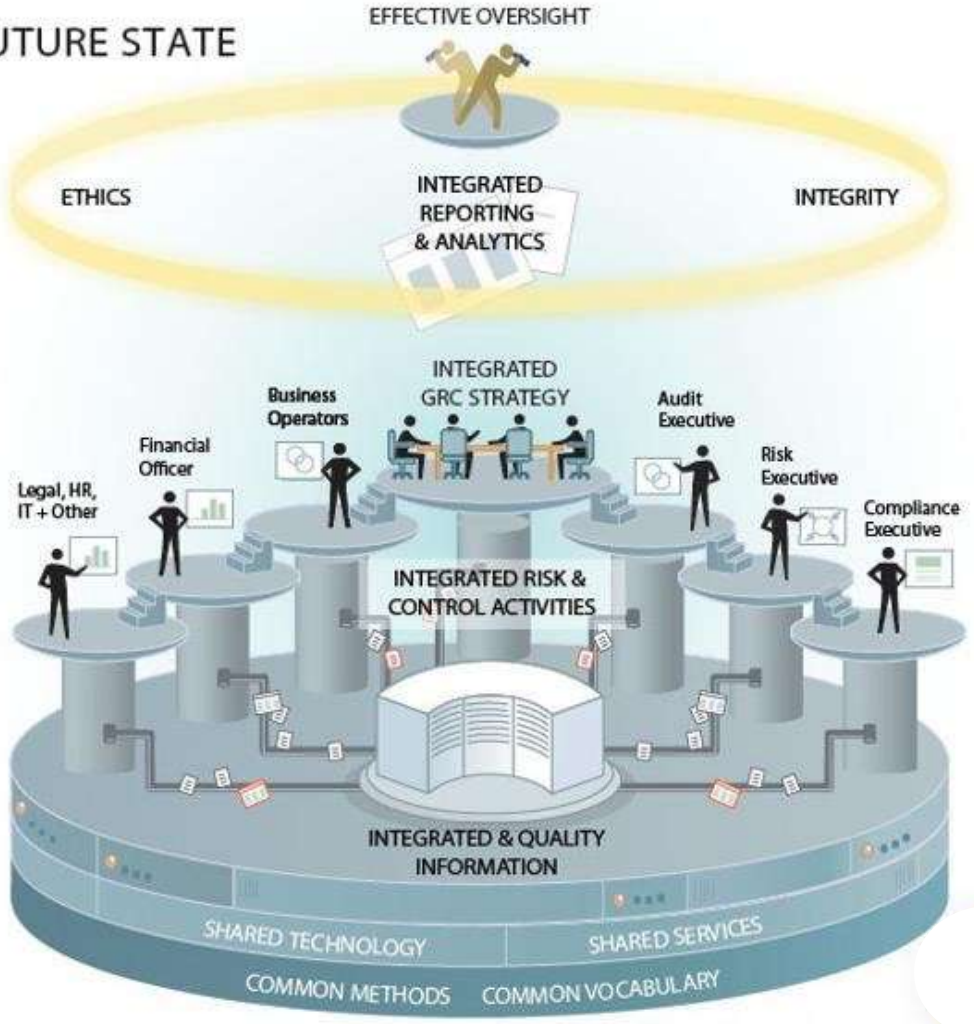 EFFECTIVE OVERSIGHT
UTURE STATE
ETHICS
INTEGRATED
REPORTING
& ANALYTICS
INTEGRITY
INTEGRATED
GRC STRATEGY
Business
Operators
Audit
Executive
Financial
Officer
Risk
Executive
Legal, HR,
IT + Other
Compliance
Executive
INTEGRATED RISK &
CONTROL ACTIVITIES
INTEGRATED & QUALITY
INFORMATION
SHARED TECHNOLOGY
SHARED SERVICES
COMMON METHODS COMMON VOCABULARY